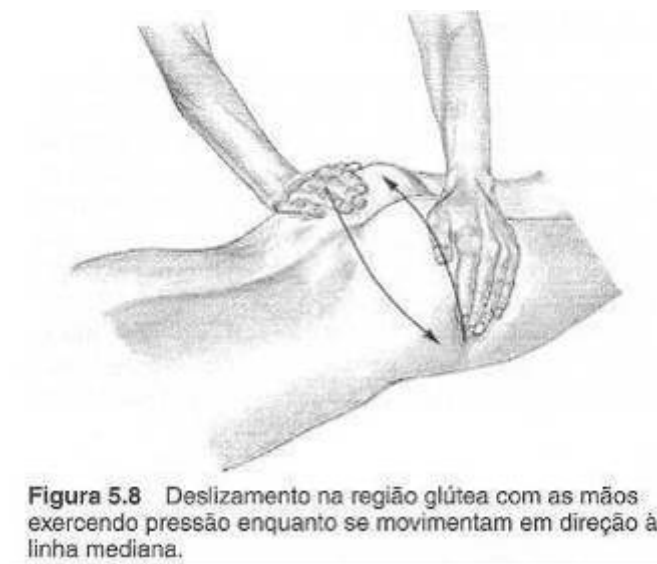 Figura 5.8 Deslizamento na região glútea com as mãos
exercendo pressão enquanto se movimentam em direção à
linha mediana.